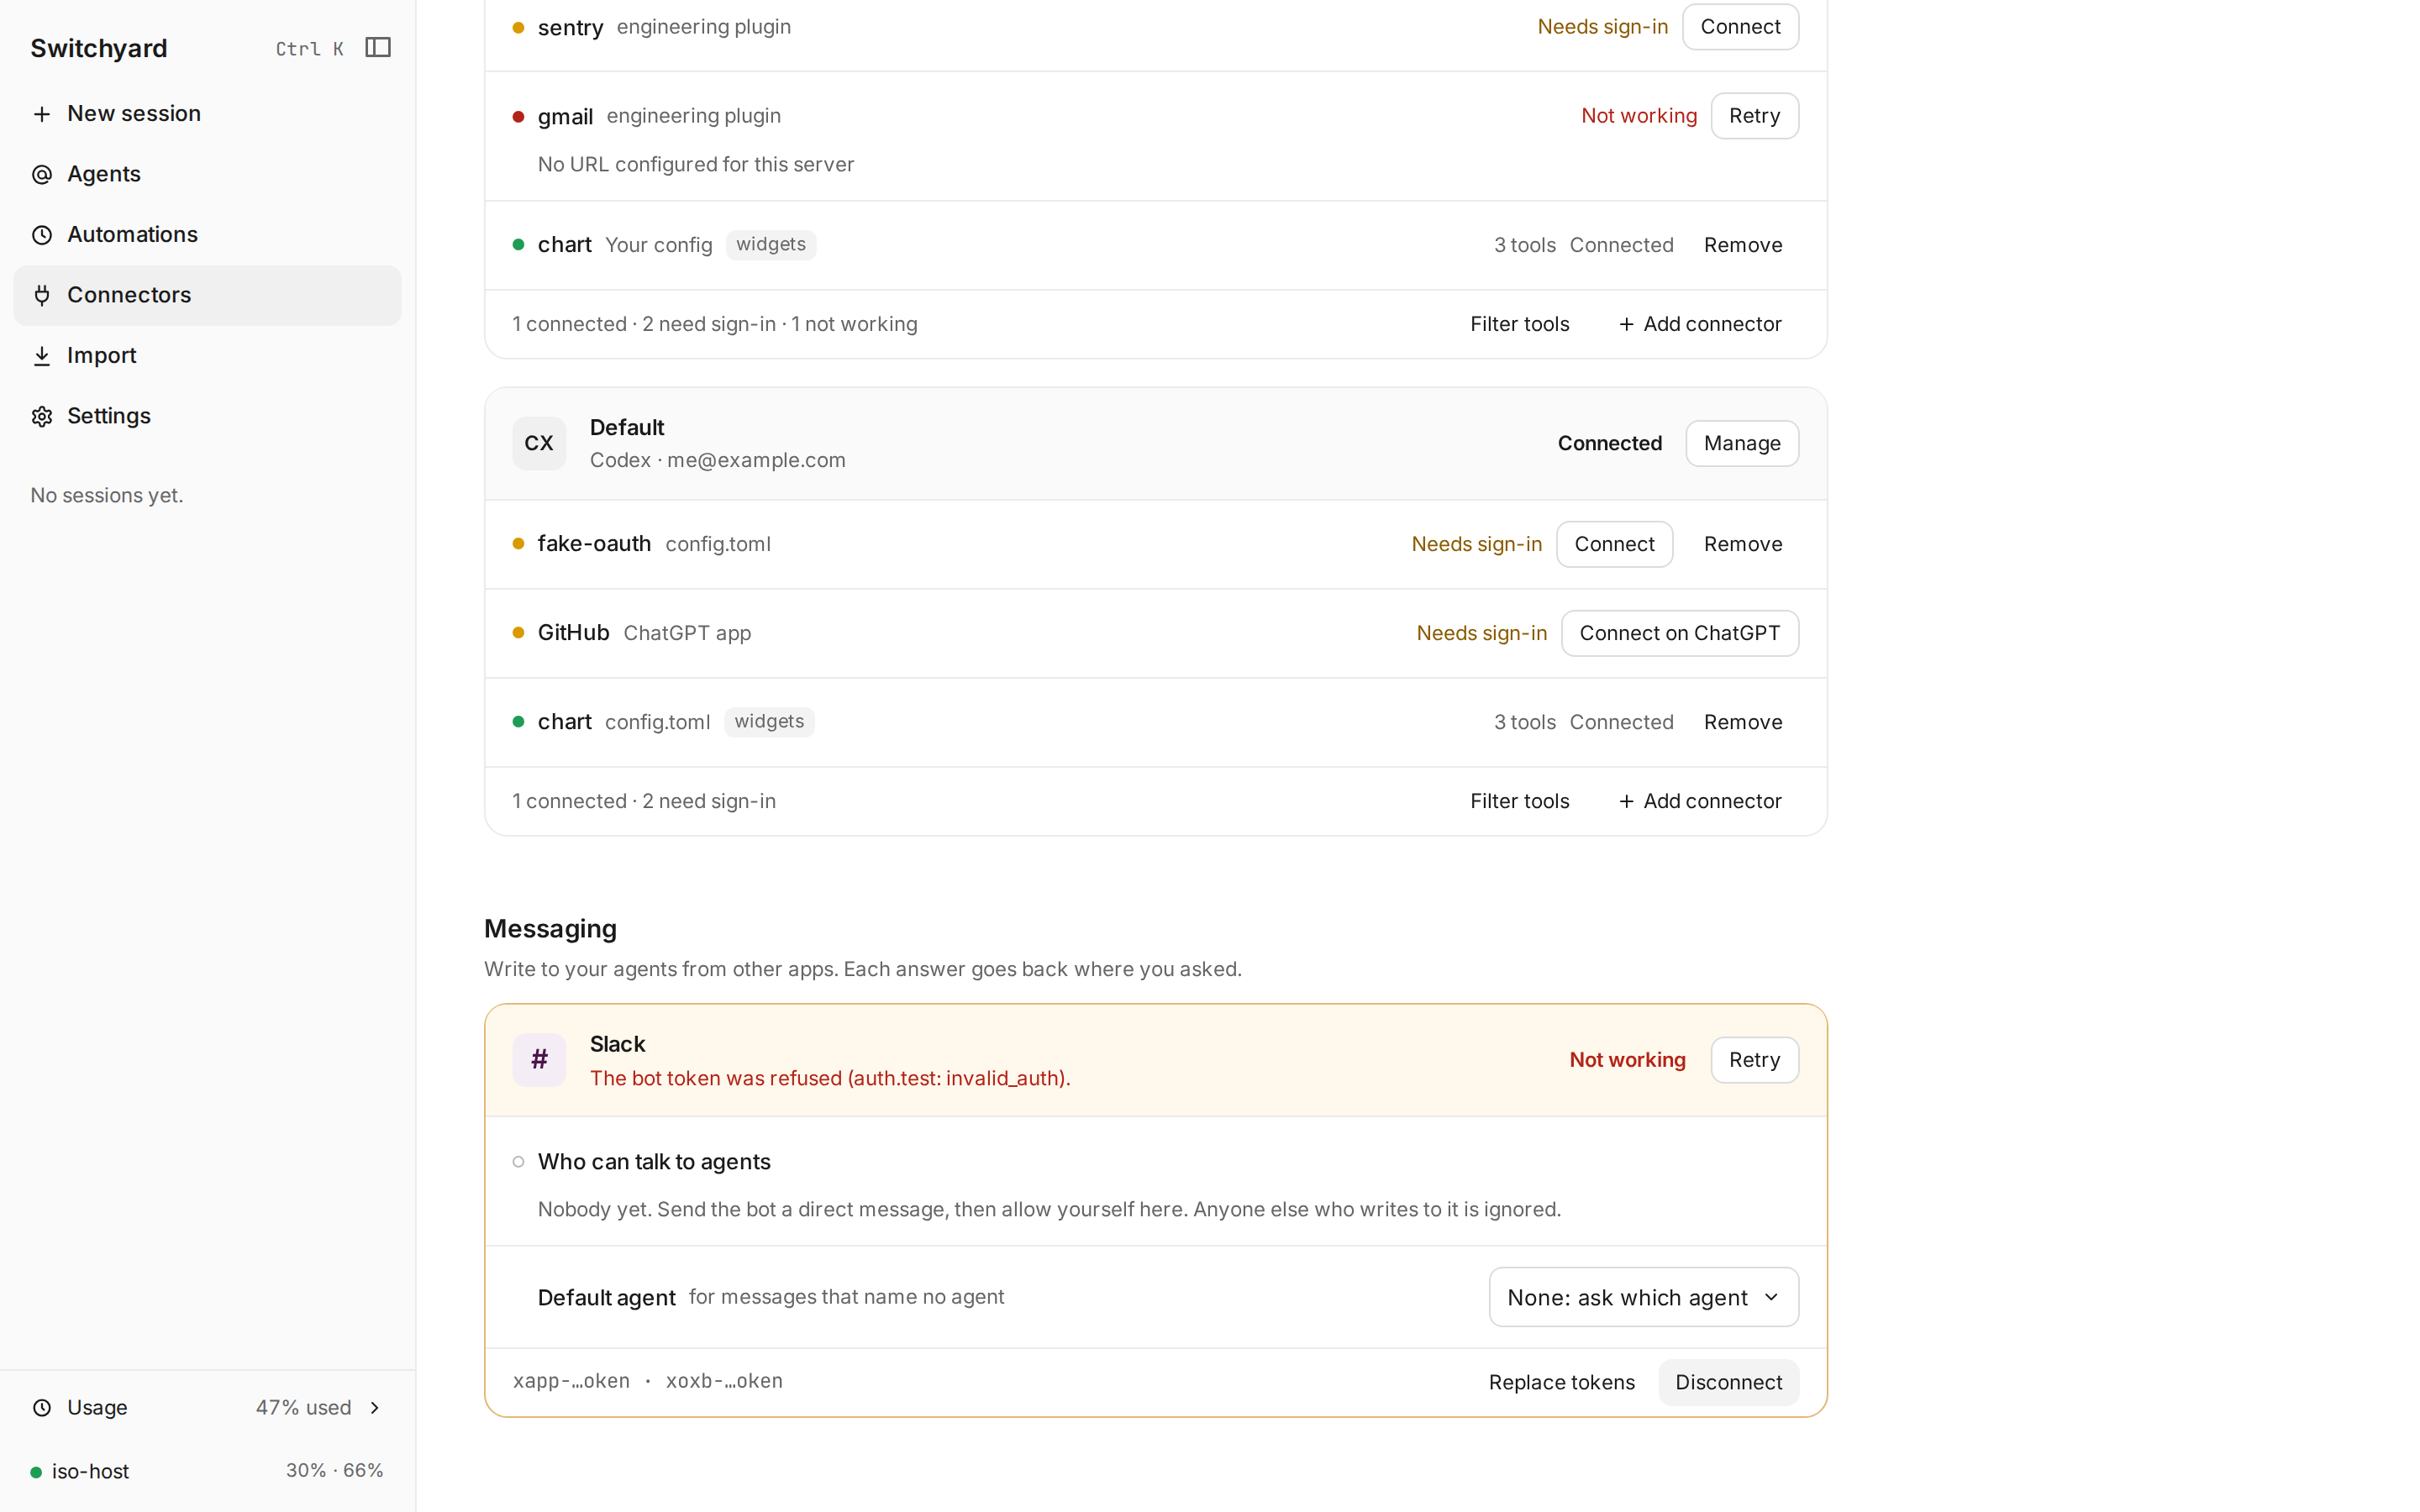 Switchyard Ctrl K
New session
Agents
Automations
Connectors
Import
Settings
No sessions yet.
Usage 47% used
iso-host 30% · 66%
sentry engineering plugin Needs sign-in Connect
gmail engineering plugin Not working Retry
No URL configured for this server
chart Your config widgets 3 tools Connected Remove
1 connected · 2 need sign-in · 1 not working Filter tools + Add connector
CX Default Connected Manage
Codex · me@example.com
fake-oauth config.toml Needs sign-in Connect Remove
GitHub ChatGPT app Needs sign-in Connect on ChatGPT
chart config.toml widgets 3 tools Connected Remove
1 connected · 2 need sign-in Filter tools + Add connector
Messaging
Write to your agents from other apps. Each answer goes back where you asked.
# Slack Not working Retry
The bot token was refused (auth.test: invalid_auth).
Who can talk to agents
Nobody yet. Send the bot a direct message, then allow yourself here. Anyone else who writes to it is ignored.
Default agent for messages that name no agent None: ask which agent
xapp-…oken · xoxb-…oken Replace tokens Disconnect